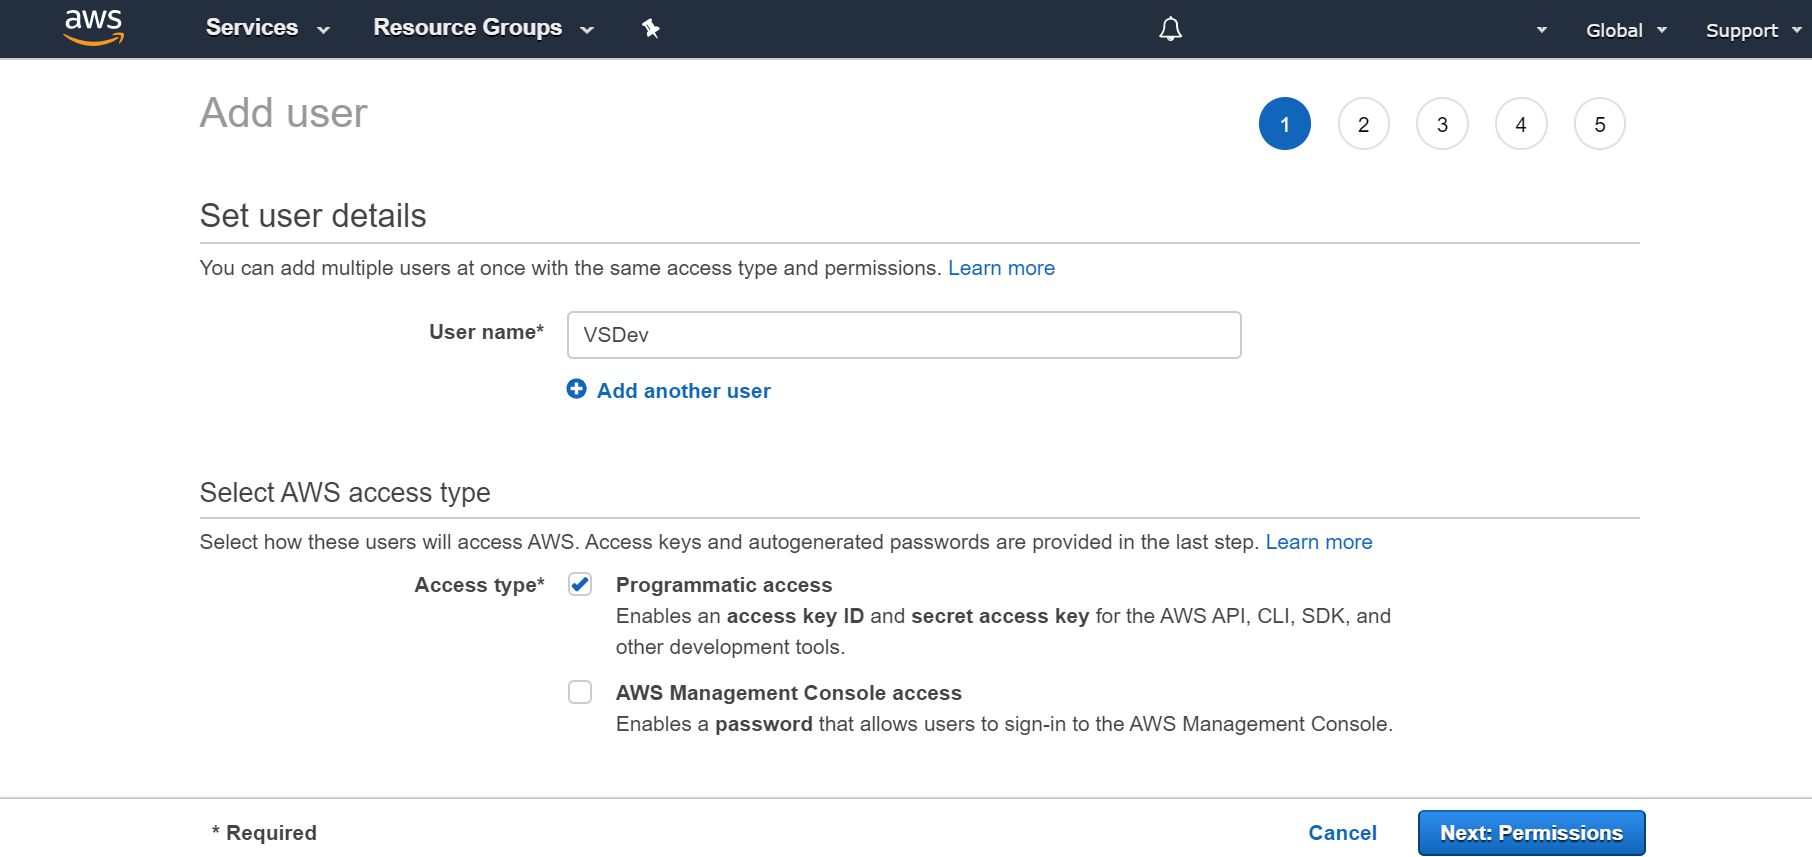 aws Services Resource Groups Global Support
Add user
1 2 3 4 5
Set user details
You can add multiple users at once with the same access type and permissions. Learn more
User name* VSDev
Add another user
Select AWS access type
Select how these users will access AWS. Access keys and autogenerated passwords are provided in the last step. Learn more
Access type* Programmatic access
Enables an access key ID and secret access key for the AWS API, CLI, SDK, and
other development tools.
AWS Management Console access
Enables a password that allows users to sign-in to the AWS Management Console.
* Required Cancel Next: Permissions